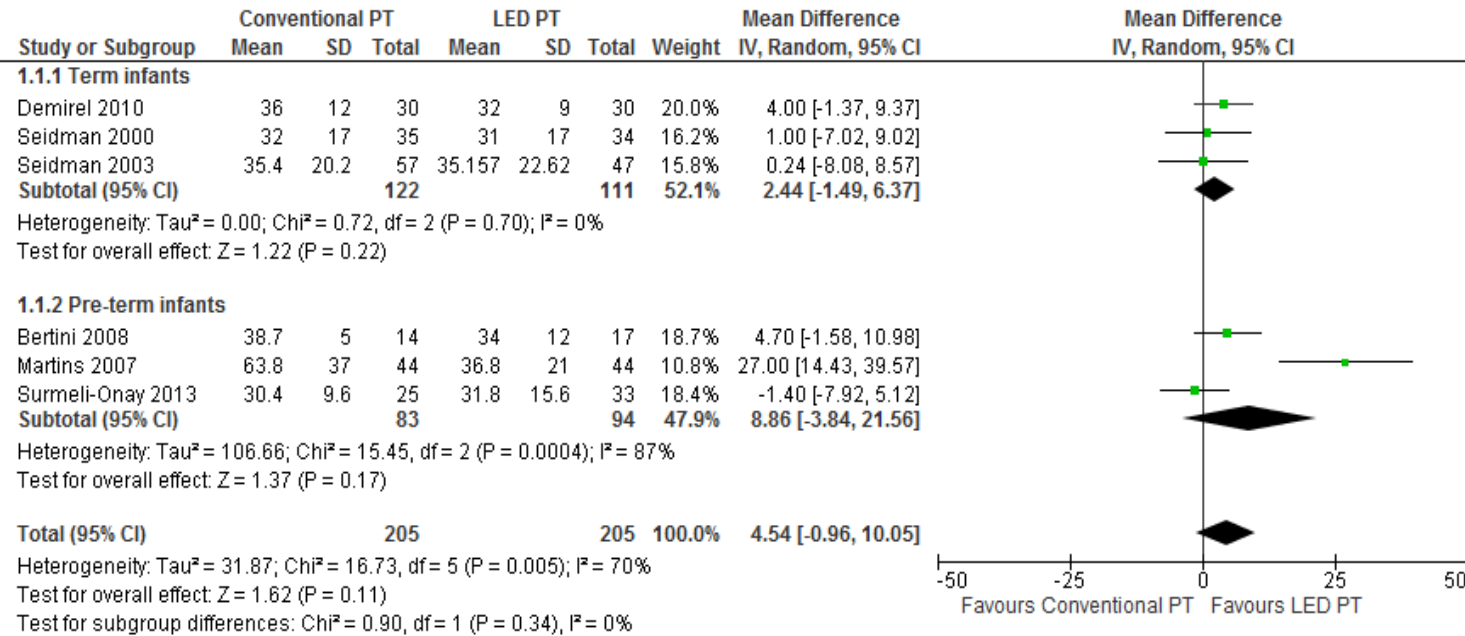 Conventional PT LED PT Mean Difference Mean Difference
Study or Subgroup Mean SD Total Mean SD Total Weight IV, Random, 95% CI IV, Random, 95% CI
1.1.1 Term infants
Demirel 2010 36 12 30 32 9 30 20.0% 4.00 [-1.37, 9.37]
Seidman 2000 32 17 35 31 17 34 16.2% 1.00 [-7.02, 9.02]
Seidman 2003 35.4 20.2 57 35.157 22.62 47 15.8% 0.24 [-8.08, 8.57]
Subtotal (95% CI) 122 111 52.1% 2.44 [-1.49, 6.37]
Heterogeneity: Tau² = 0.00; Chi² = 0.72, df = 2 (P = 0.70); I² = 0%
Test for overall effect: Z = 1.22 (P = 0.22)
1.1.2 Pre-term infants
Bertini 2008 38.7 5 14 34 12 17 18.7% 4.70 [-1.58, 10.98]
Martins 2007 63.8 37 44 36.8 21 44 10.8% 27.00 [14.43, 39.57]
Surmeli-Onay 2013 30.4 9.6 25 31.8 15.6 33 18.4% -1.40 [-7.92, 5.12]
Subtotal (95% CI) 83 94 47.9% 8.86 [-3.84, 21.56]
Heterogeneity: Tau² = 106.66; Chi² = 15.45, df = 2 (P = 0.0004); I² = 87%
Test for overall effect: Z = 1.37 (P = 0.17)
Total (95% CI) 205 205 100.0% 4.54 [-0.96, 10.05]
Heterogeneity: Tau² = 31.87; Chi² = 16.73, df = 5 (P = 0.005); I² = 70%
Test for overall effect: Z = 1.62 (P = 0.11)
Test for subgroup differences: Chi² = 0.90, df = 1 (P = 0.34), I² = 0%
-50 -25 0 25 50
Favours Conventional PT Favours LED PT